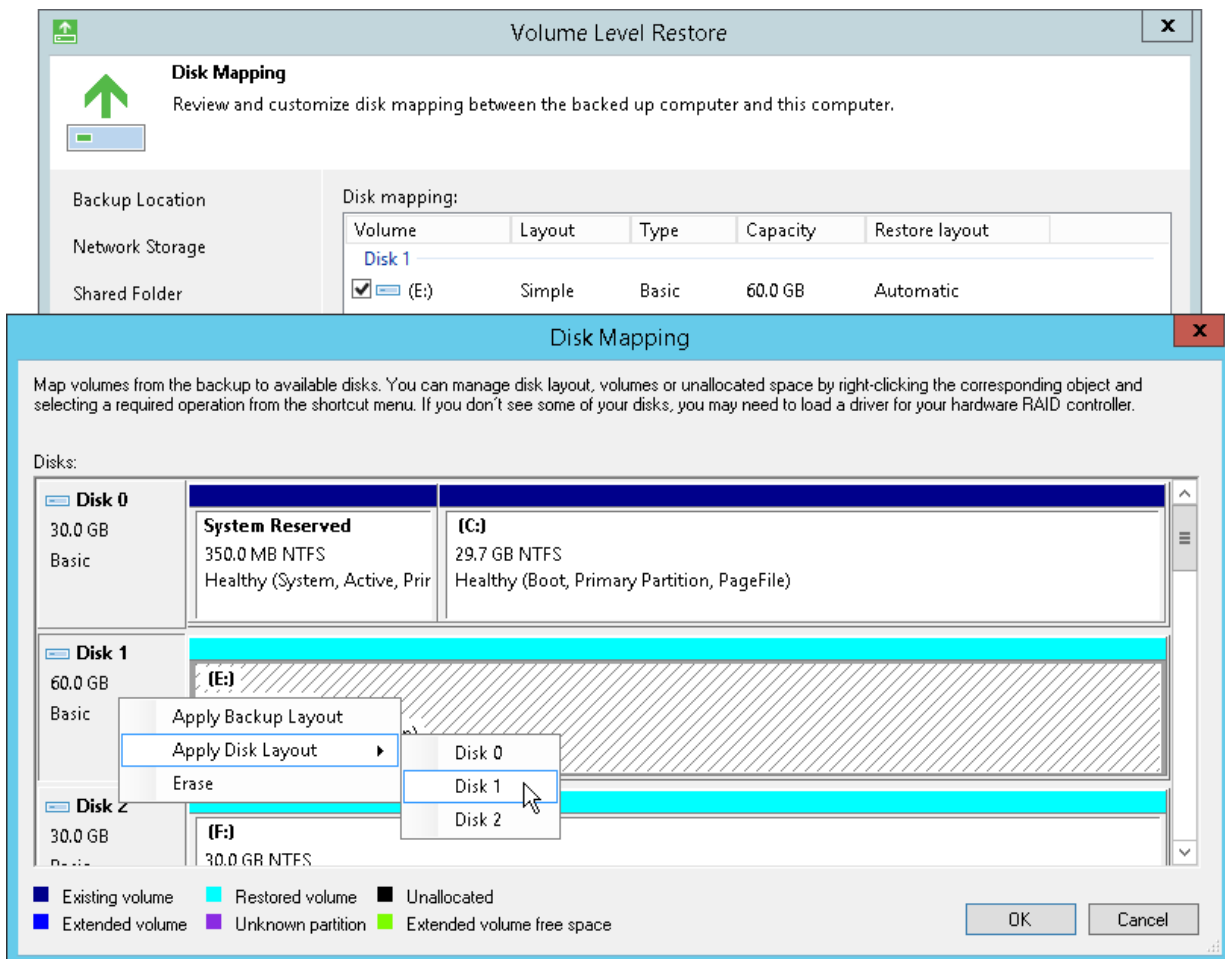 Volume Level Restore
x
Disk Mapping
Review and customize disk mapping between the backed up computer and this computer.
Backup Location
Network Storage
Shared Folder
Disk mapping:
Volume Layout Type Capacity Restore layout
Disk 1
(E:) Simple Basic 60.0 GB Automatic
Disk Mapping
x
Map volumes from the backup to available disks. You can manage disk layout, volumes or unallocated space by right-clicking the corresponding object and
selecting a required operation from the shortcut menu. If you don´t see some of your disks, you may need to load a driver for your hardware RAID controller.
Disks:
Disk 0
30.0 GB
Basic
System Reserved
350.0 MB NTFS
Healthy (System, Active, Prir
(C:)
29.7 GB NTFS
Healthy (Boot, Primary Partition, PageFile)
Disk 1
60.0 GB
Basic
(E:)
Apply Backup Layout
Apply Disk Layout
Erase
Disk 0
Disk 1
Disk 2
Disk 2
30.0 GB
(F:)
30.0 GB NTFS
Existing volume Restored volume Unallocated
Extended volume Unknown partition Extended volume free space
OK Cancel